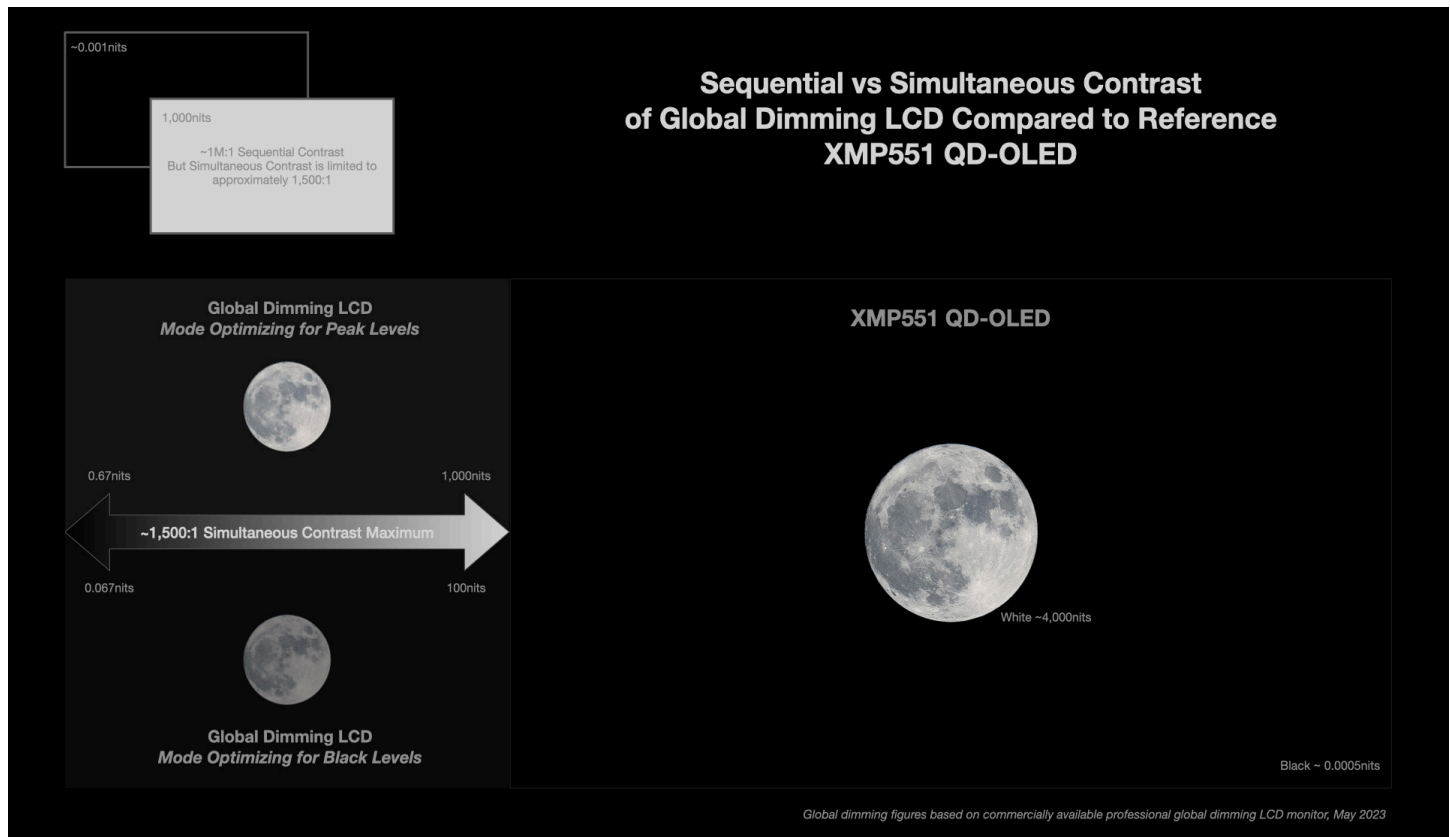 ~0.001nits
1,000nits
~1M:1 Sequential Contrast
But Simultaneous Contrast is limited to
approximately 1,500:1
Sequential vs Simultaneous Contrast
of Global Dimming LCD Compared to Reference
XMP551 QD-OLED
Global Dimming LCD
Mode Optimizing for Peak Levels
0.67nits
1,000nits
~1,500:1 Simultaneous Contrast Maximum
0.067nits
100nits
Global Dimming LCD
Mode Optimizing for Black Levels
XMP551 QD-OLED
White ~4,000nits
Black ~ 0.0005nits
Global dimming figures based on commercially available professional global dimming LCD monitor, May 2023